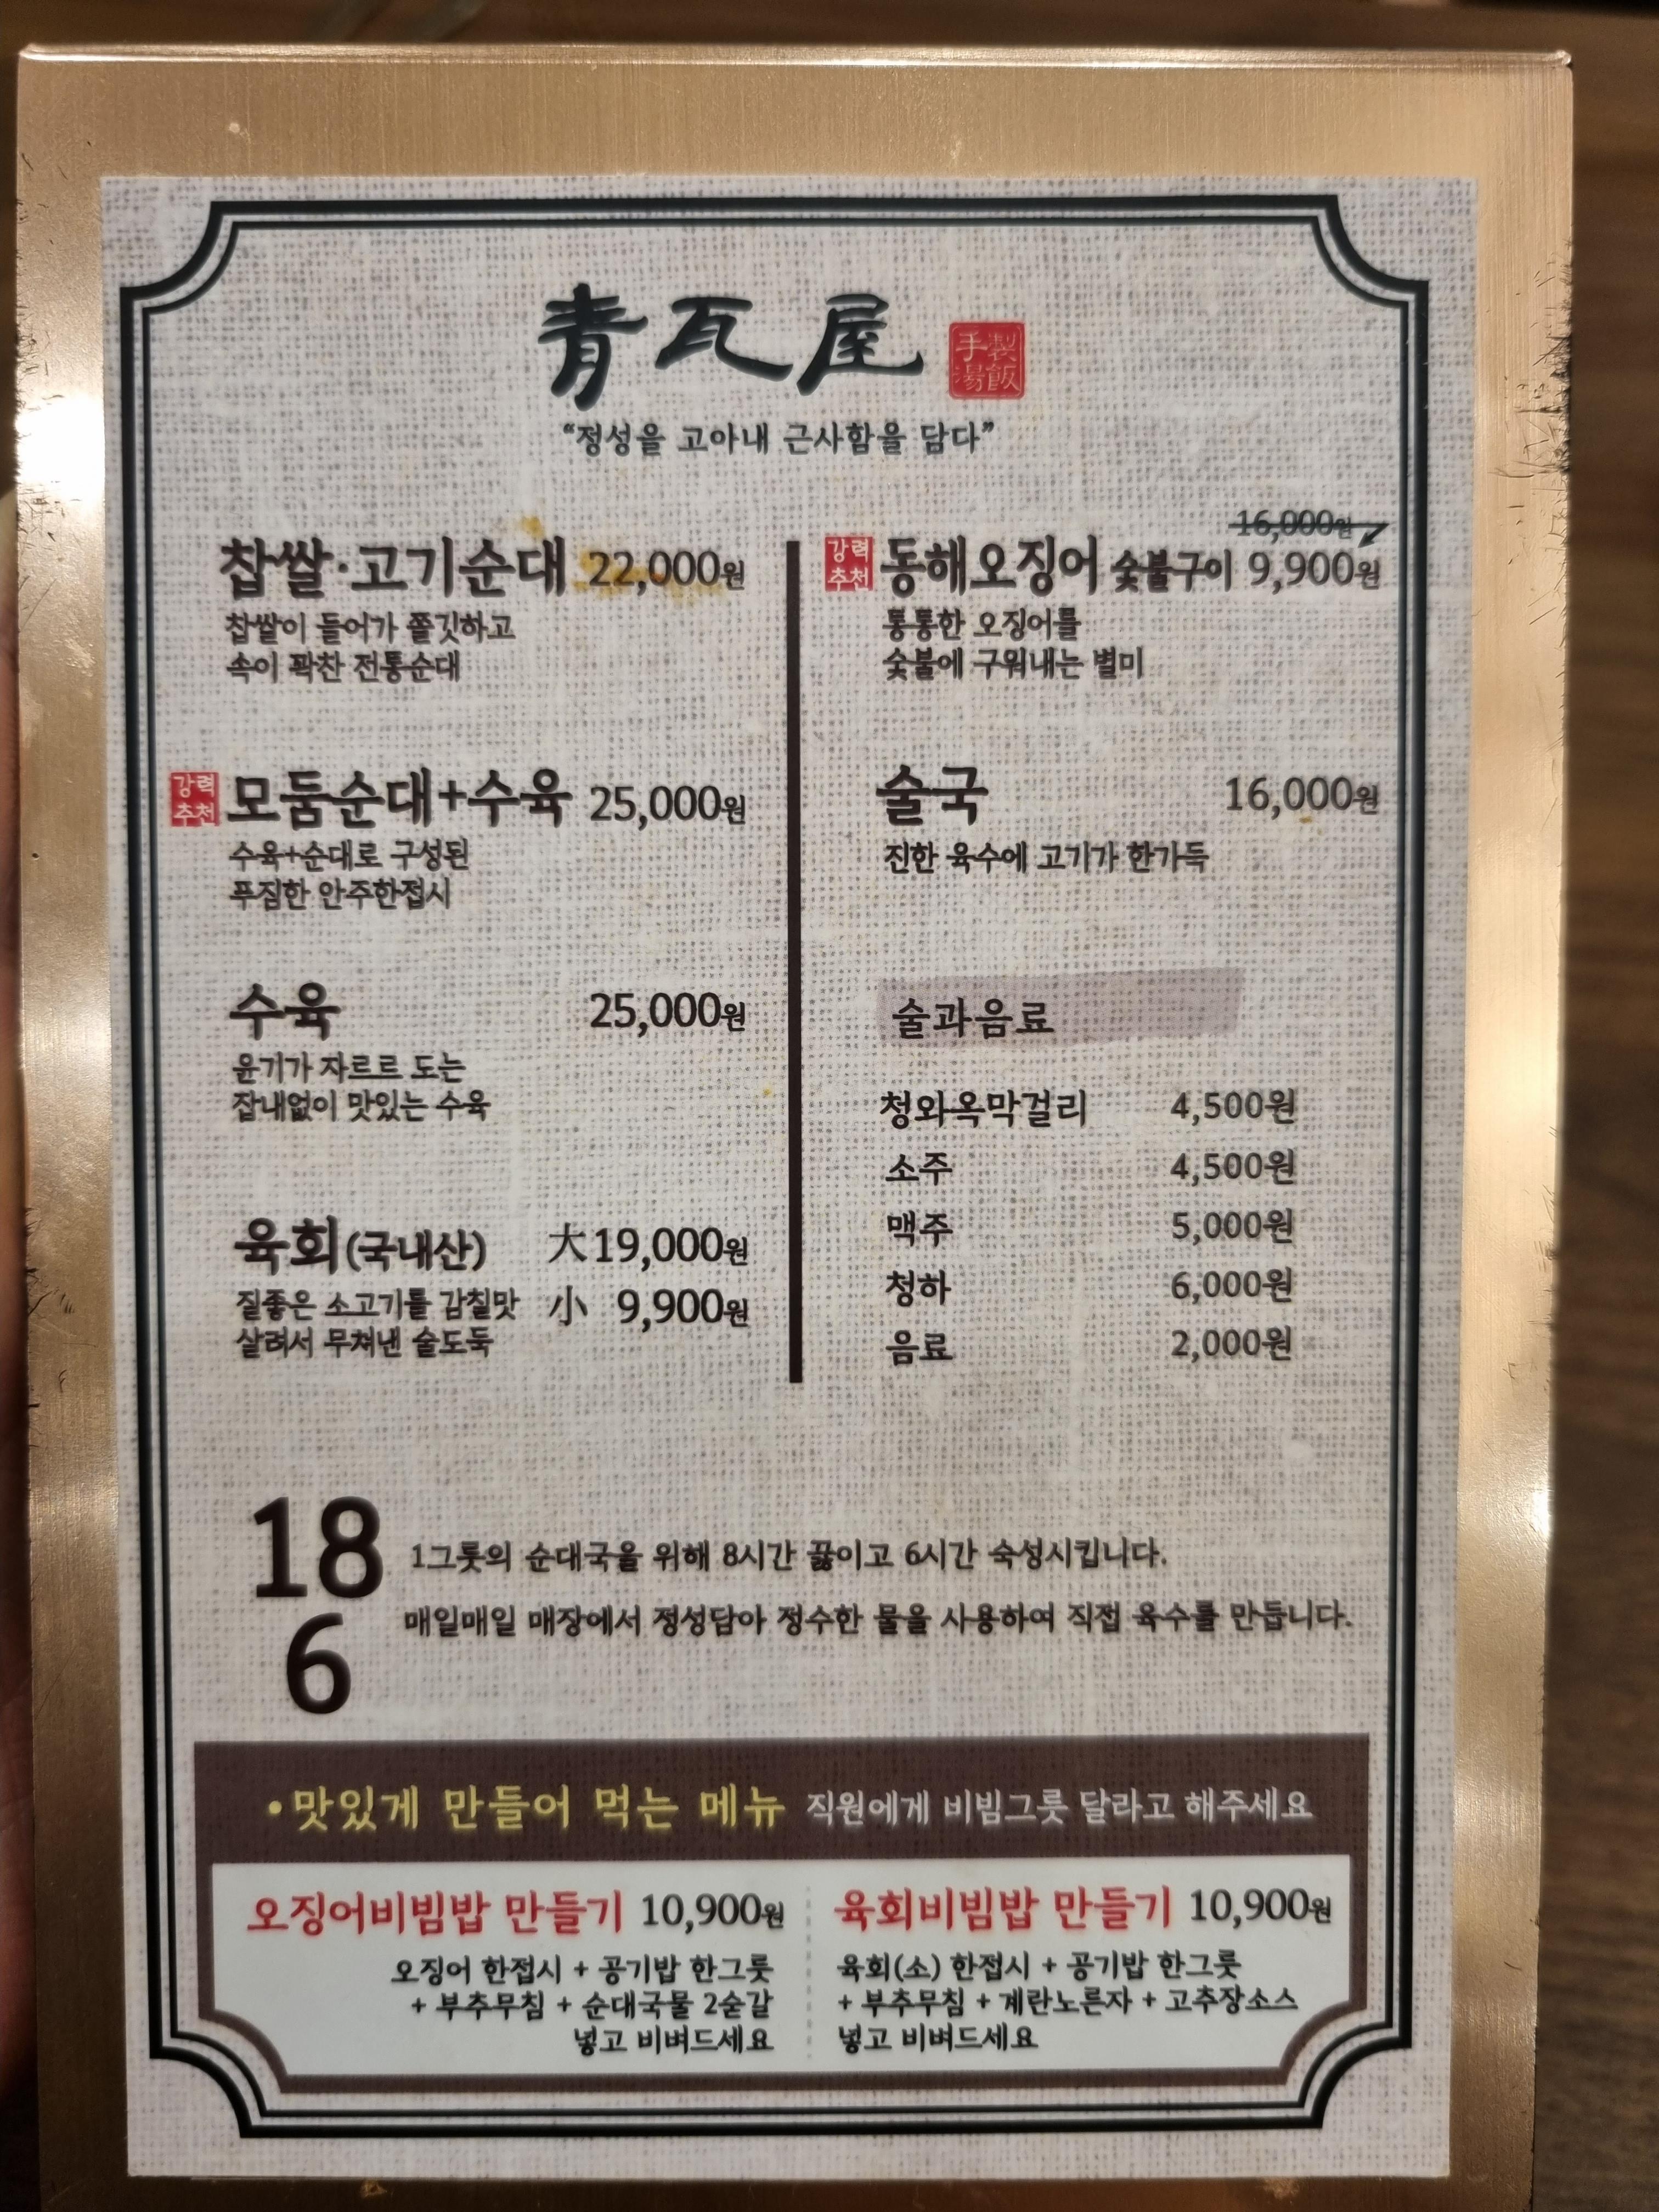 青瓦屋
手製
湯飯
“정성을 고아내 근사함을 담다”
찹쌀·고기순대 22,000원
찹쌀이 들어가 쫄깃하고
속이 꽉찬 전통순대
강력
추천
모둠순대+수육 25,000원
수육+순대로 구성된
푸짐한 안주한접시
수육 25,000원
윤기가 자르르 도는
잡내없이 맛있는 수육
육회(국내산) 大 19,000원
小 9,900원
질좋은 소고기를 감칠맛
살려서 무쳐낸 술도둑
강력
추천
16,000원
동해오징어 숯불구이 9,900원
통통한 오징어를
숯불에 구워내는 별미
술국 16,000원
진한 육수에 고기가 한가득
술과음료
청와옥막걸리 4,500원
소주 4,500원
맥주 5,000원
청하 6,000원
음료 2,000원
18
6
1그릇의 순대국을 위해 8시간 끓이고 6시간 숙성시킵니다.
매일매일 매장에서 정성담아 정수한 물을 사용하여 직접 육수를 만듭니다.
•맛있게 만들어 먹는 메뉴 직원에게 비빔그릇 달라고 해주세요
오징어비빔밥 만들기 10,900원
오징어 한접시 + 공기밥 한그릇
+ 부추무침 + 순대국물 2숟갈
넣고 비벼드세요
육회비빔밥 만들기 10,900원
육회(소) 한접시 + 공기밥 한그릇
+ 부추무침 + 계란노른자 + 고추장소스
넣고 비벼드세요